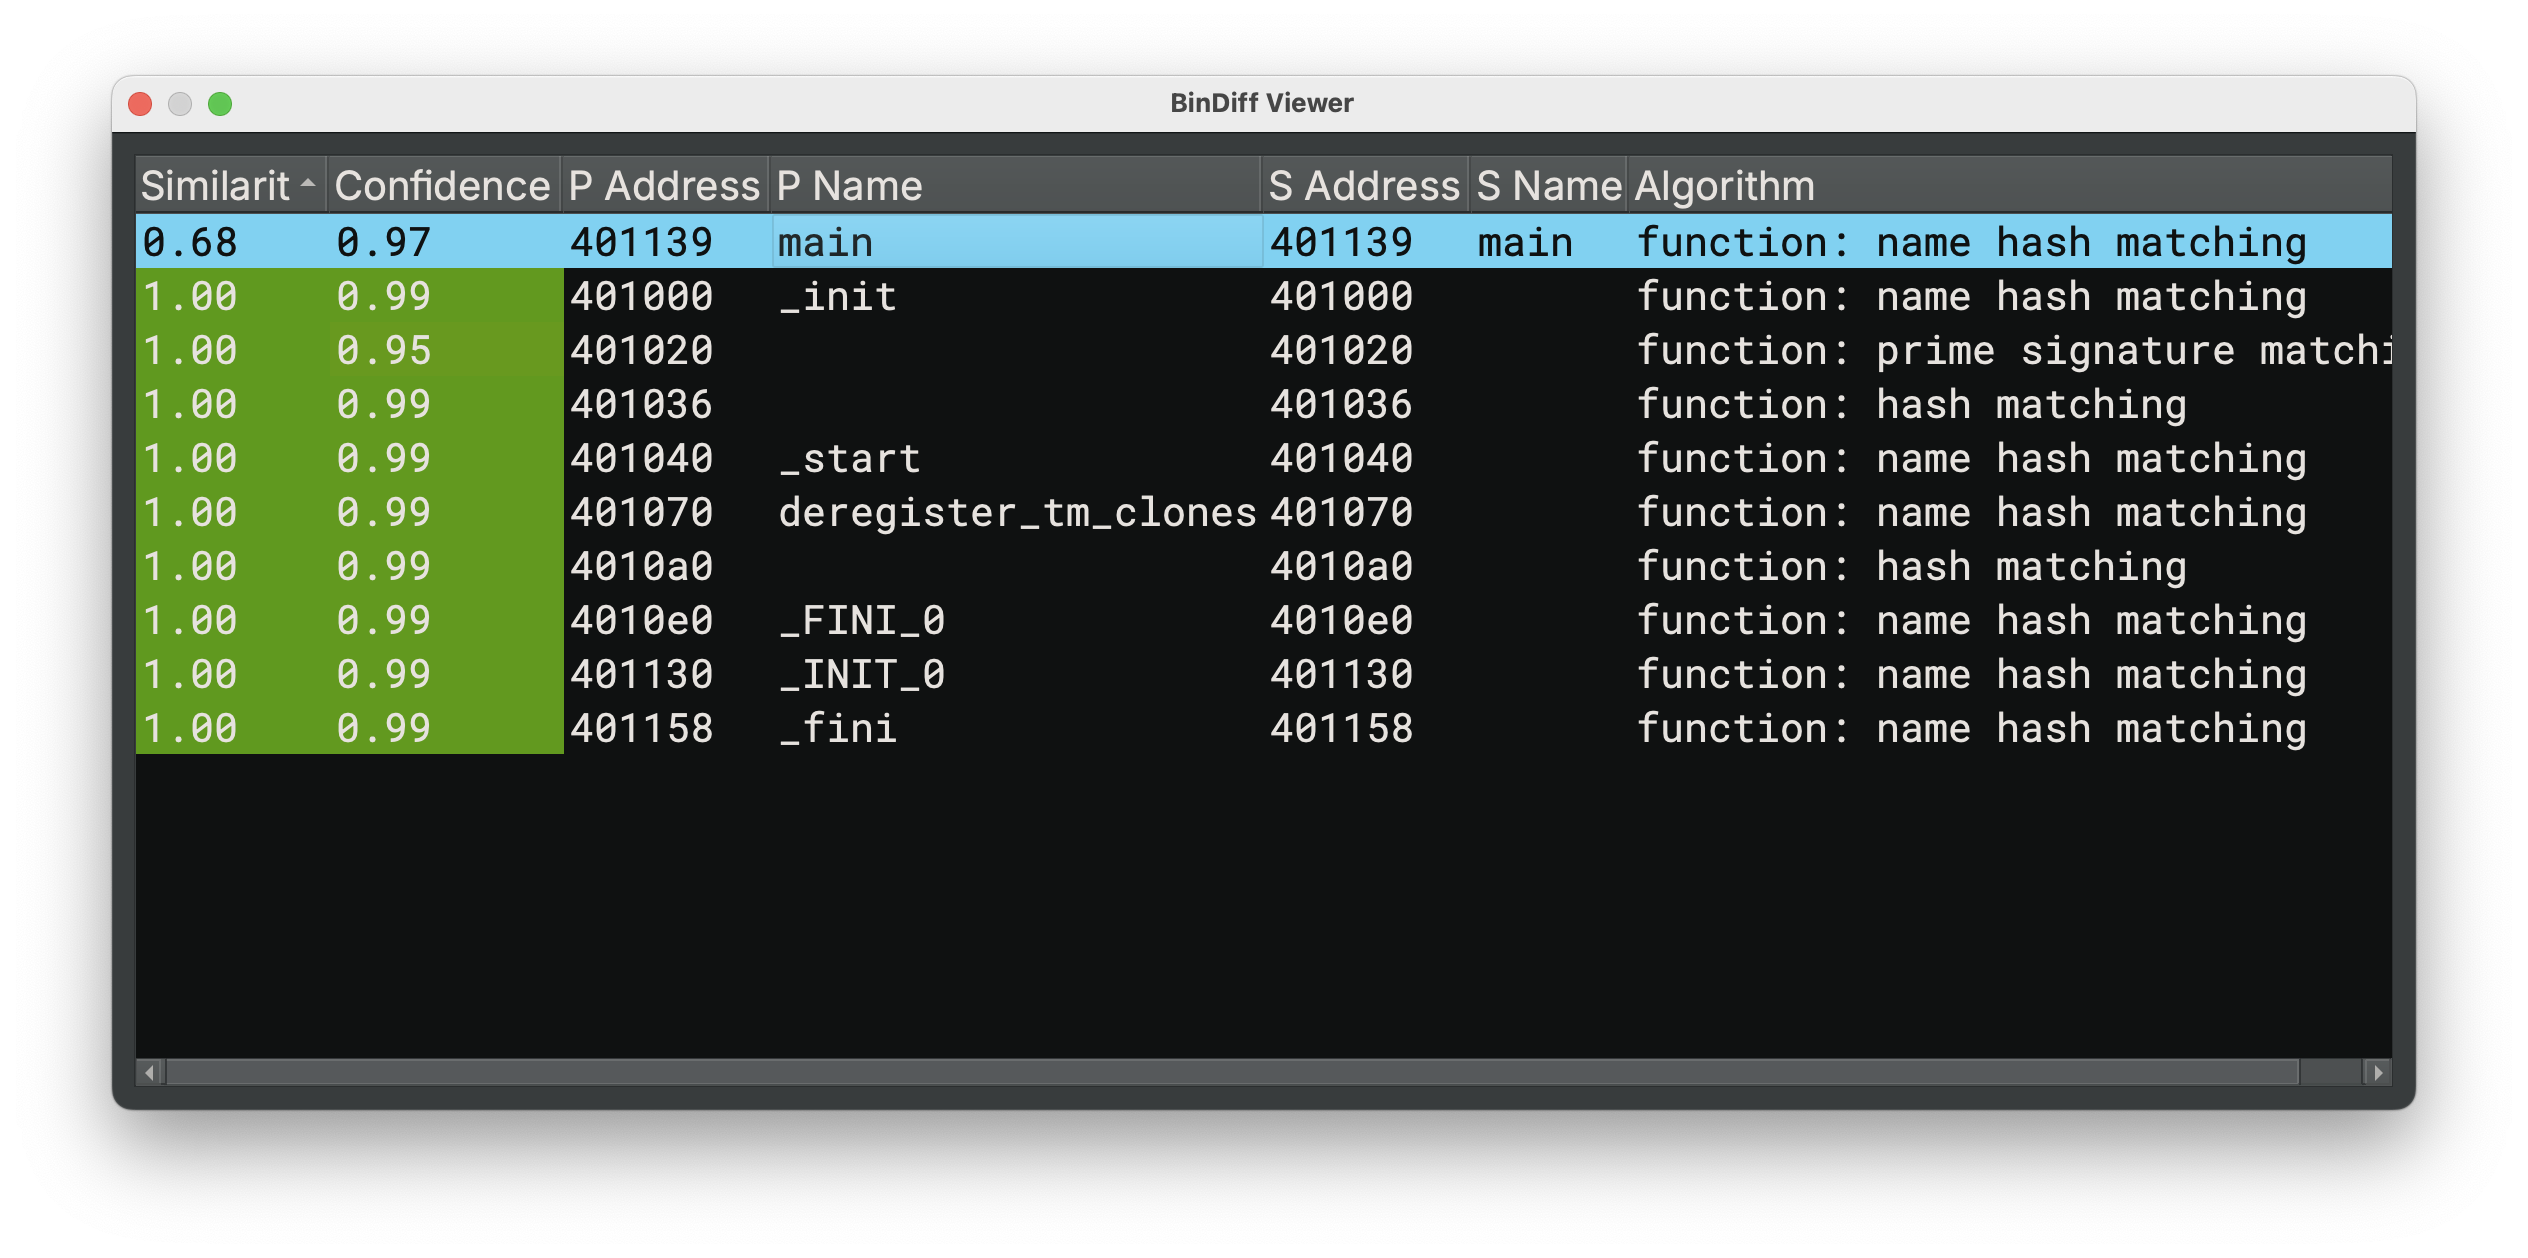 BinDiff Viewer
Similarit Confidence P Address P Name S Address S Name Algorithm
0.68 0.97 401139 main 401139 main function: name hash matching
1.00 0.99 401000 _init 401000 function: name hash matching
1.00 0.95 401020 401020 function: prime signature matchi
1.00 0.99 401036 401036 function: hash matching
1.00 0.99 401040 _start 401040 function: name hash matching
1.00 0.99 401070 deregister_tm_clones 401070 function: name hash matching
1.00 0.99 4010a0 4010a0 function: hash matching
1.00 0.99 4010e0 _FINI_0 4010e0 function: name hash matching
1.00 0.99 401130 _INIT_0 401130 function: name hash matching
1.00 0.99 401158 _fini 401158 function: name hash matching